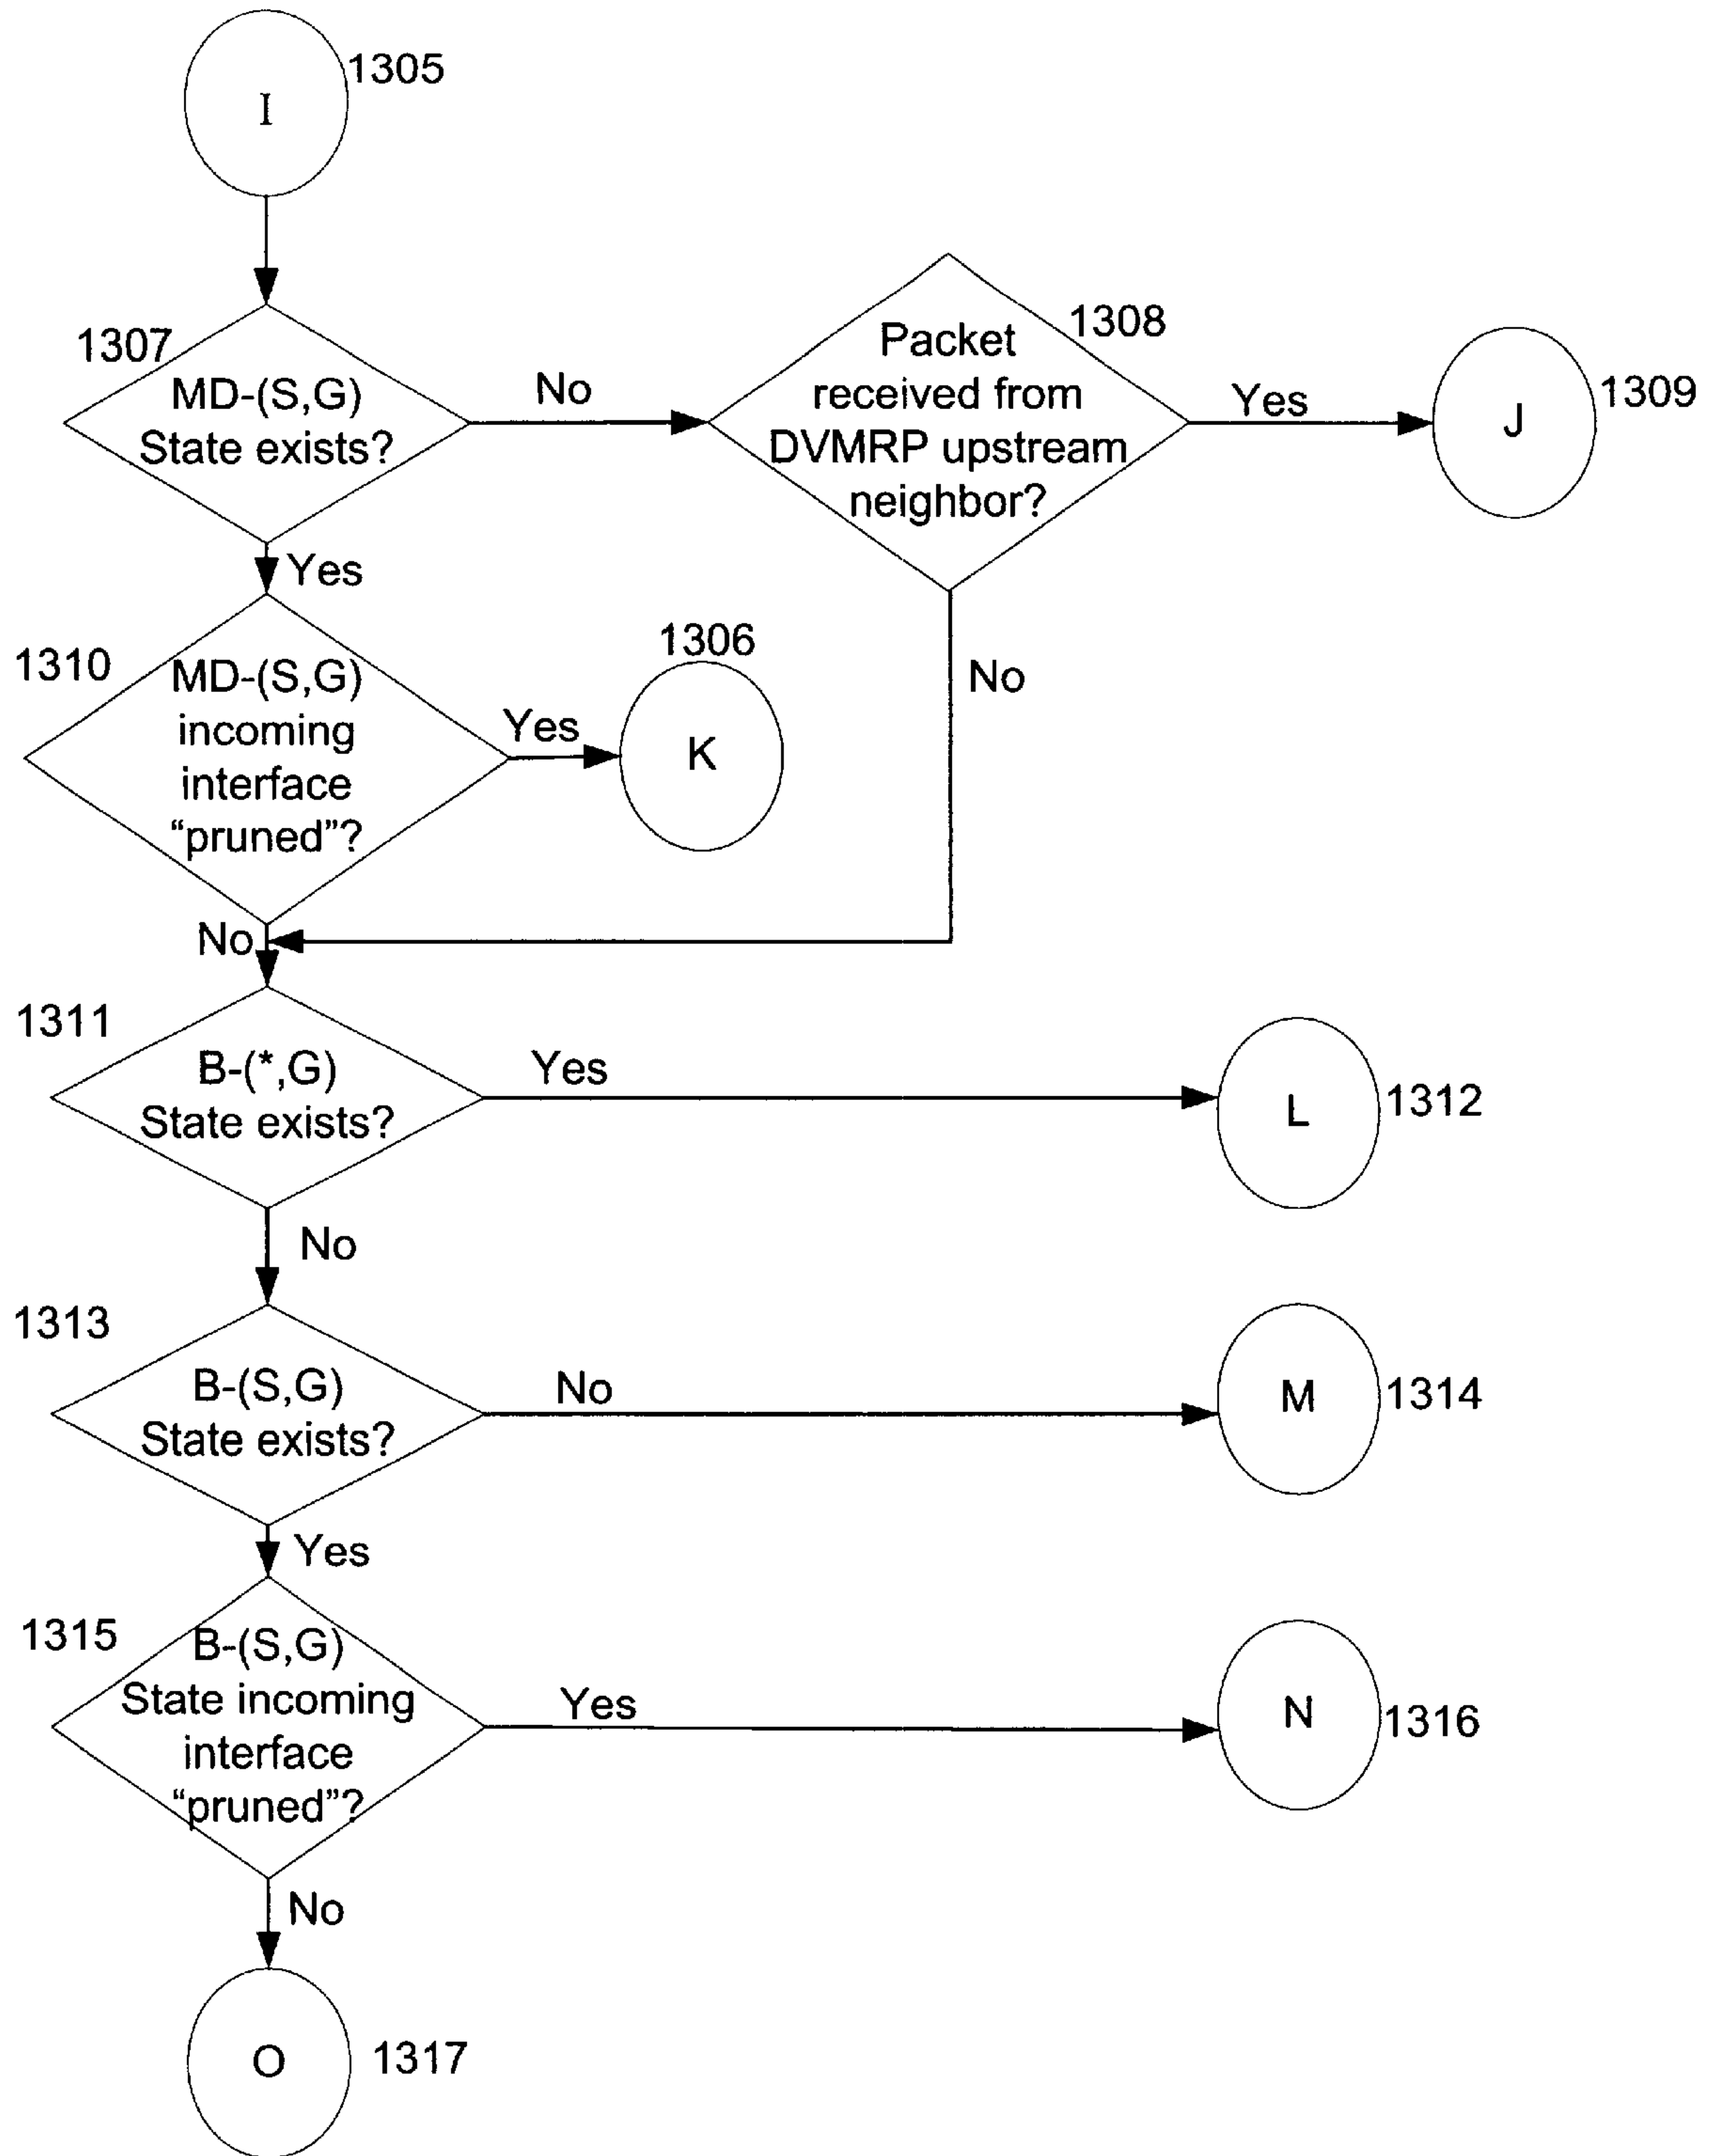 1305
I
1307
MD-(S,G)
State exists?
No
1308
Packet
received from
DVMRP upstream
neighbor?
Yes
J
1309
Yes
1310
MD-(S,G)
incoming
interface
“pruned”?
Yes
1306
K
No
No
1311
B-(*,G)
State exists?
Yes
L
1312
No
1313
B-(S,G)
State exists?
No
M
1314
Yes
1315
B-(S,G)
State incoming
interface
“pruned”?
Yes
N
1316
No
O
1317